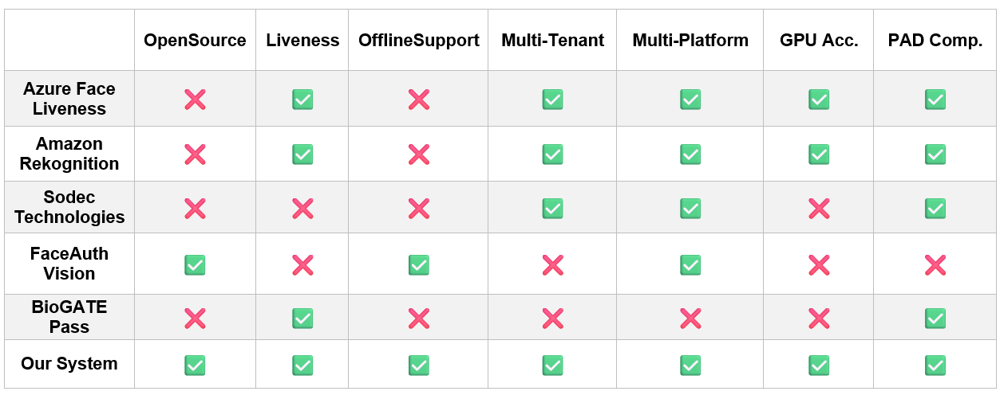 OpenSource Liveness OfflineSupport Multi-Tenant Multi-Platform GPU Acc. PAD Comp.
Azure Face
Liveness
❌ ✅ ❌ ✅ ✅ ✅ ✅
Amazon
Rekognition
❌ ✅ ❌ ✅ ✅ ✅ ✅
Sodec
Technologies
❌ ❌ ❌ ✅ ✅ ❌ ✅
FaceAuth
Vision
✅ ❌ ✅ ❌ ✅ ❌ ❌
BioGATE
Pass
❌ ✅ ❌ ❌ ❌ ❌ ✅
Our System
✅ ✅ ✅ ✅ ✅ ✅ ✅